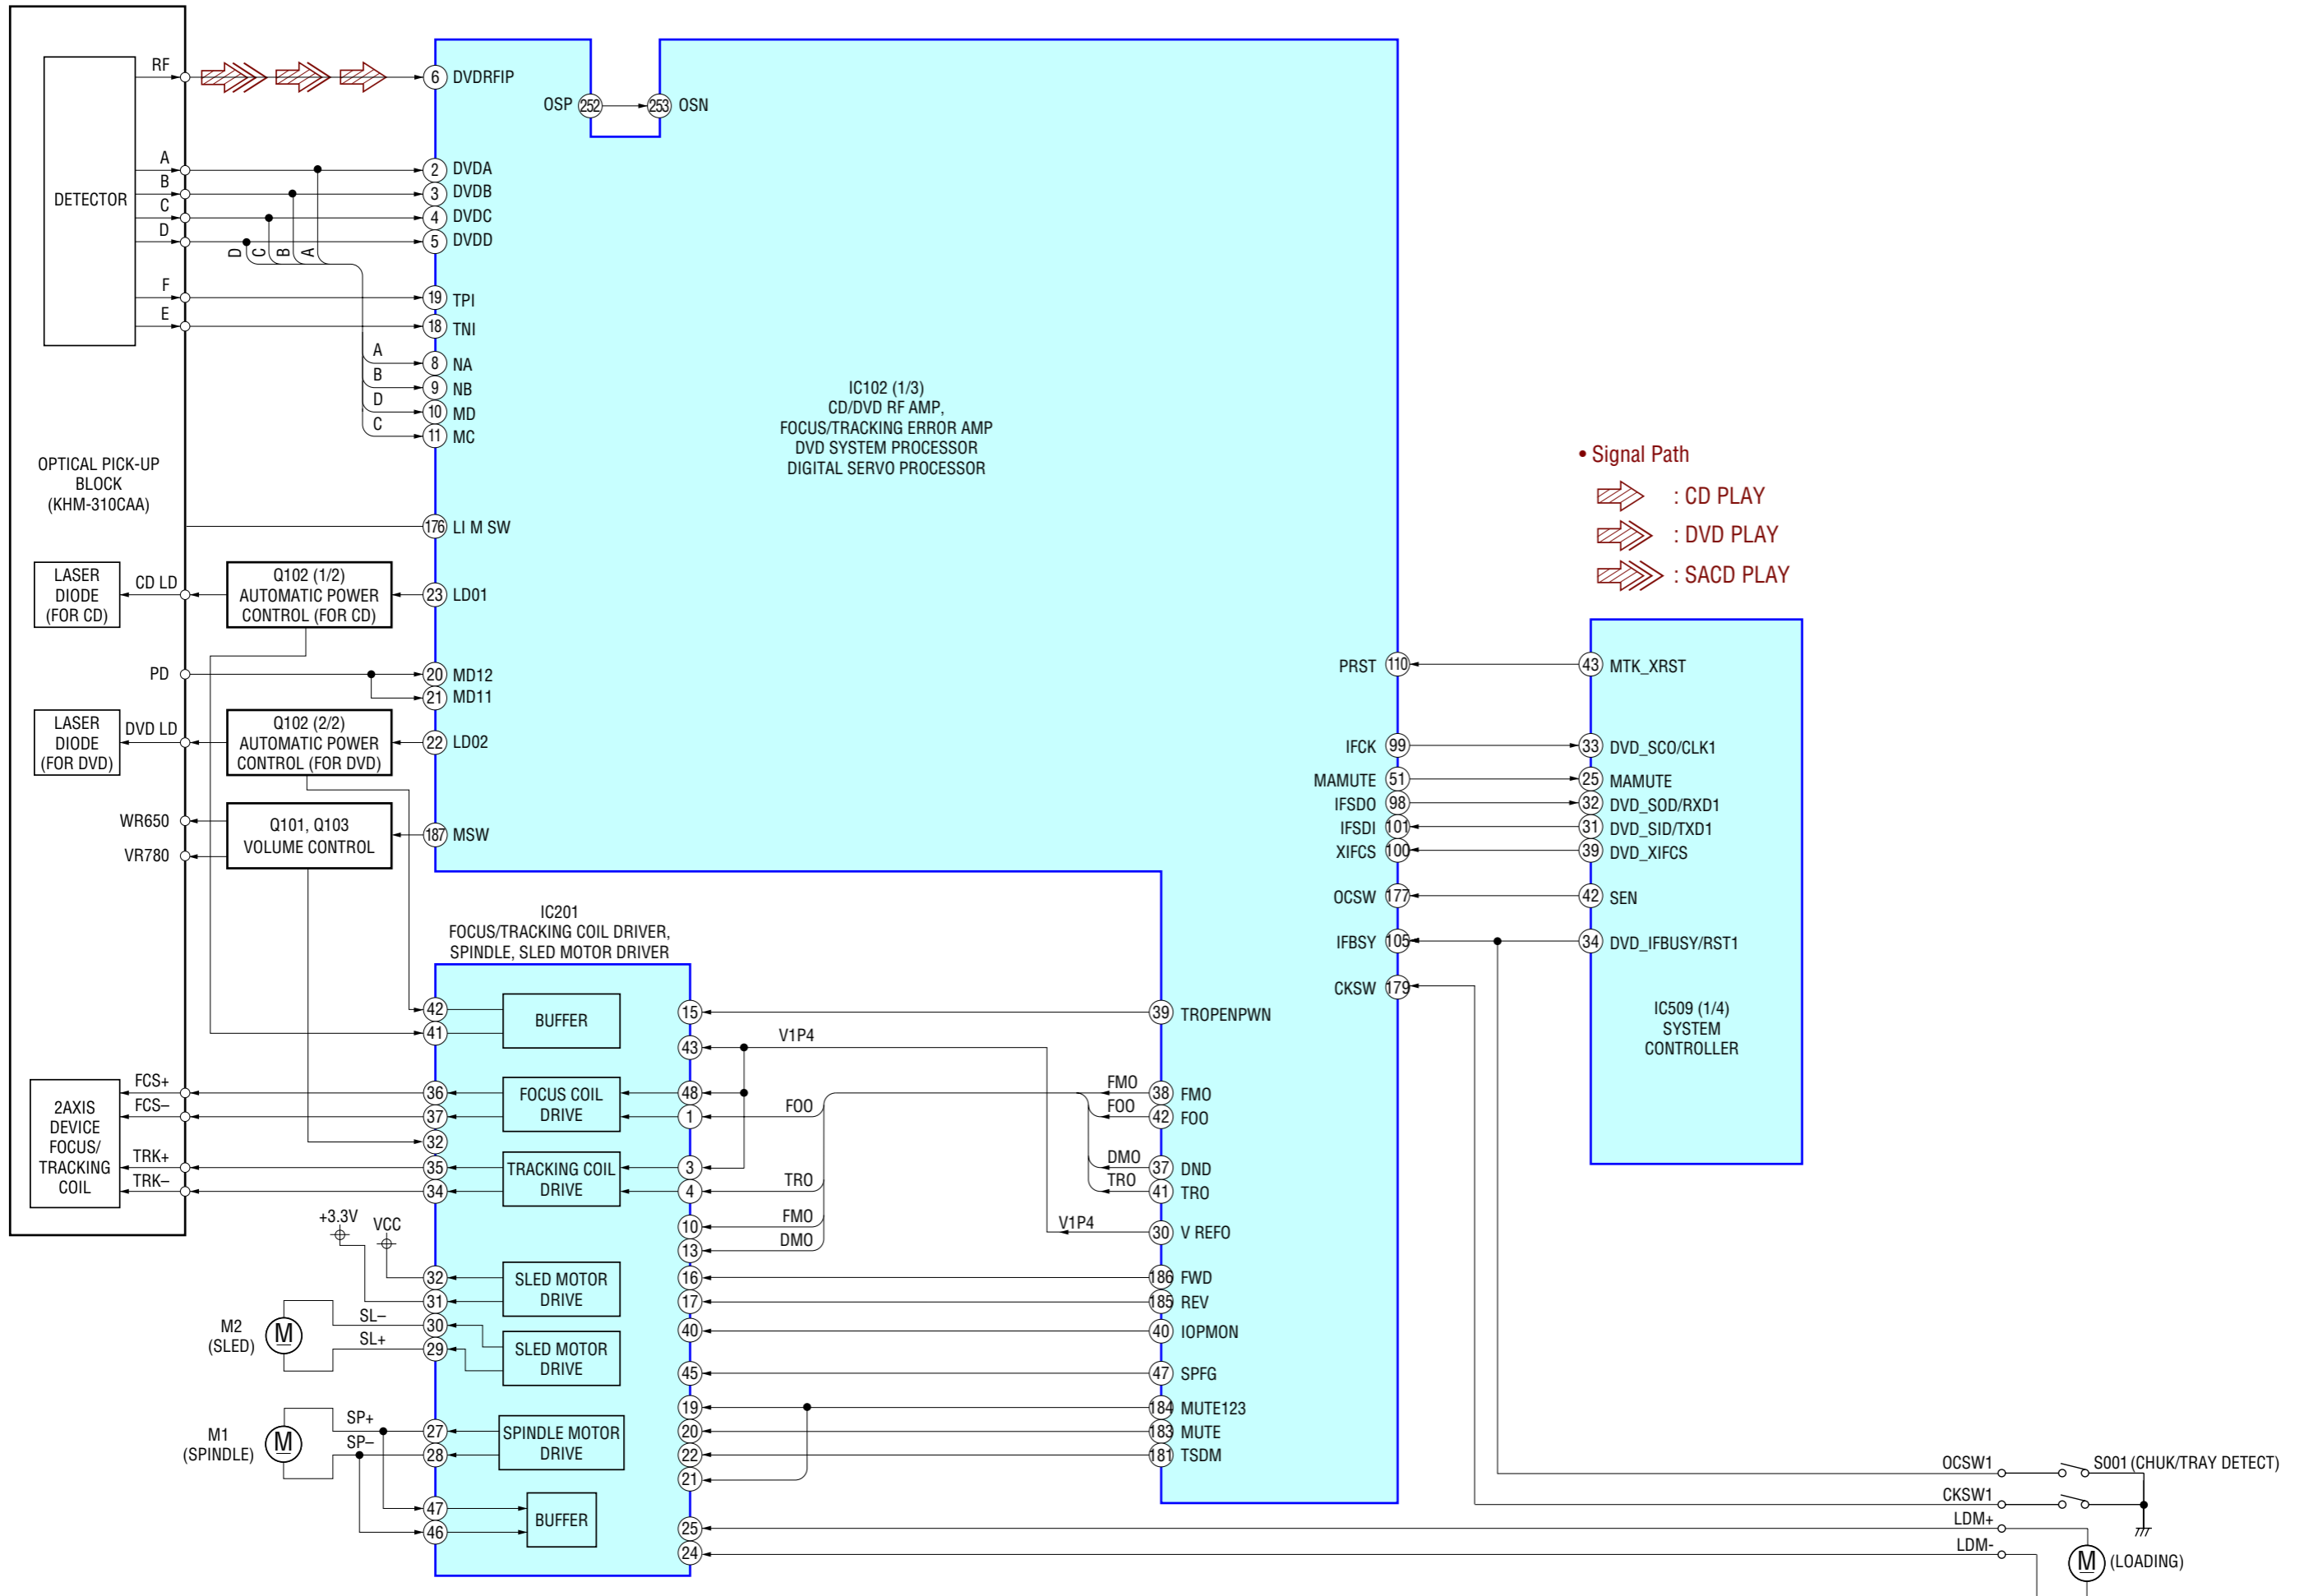 RF
6 DVDRFIP
OSP 252
253 OSN
DETECTOR
A
B
C
D
2 DVDA
3 DVDB
4 DVDC
5 DVDD
D
C
B
A
F
E
19 TPI
18 TNI
A
B
D
C
8 NA
9 NB
10 MD
11 MC
IC102 (1/3)
CD/DVD RF AMP,
FOCUS/TRACKING ERROR AMP
DVD SYSTEM PROCESSOR
DIGITAL SERVO PROCESSOR
OPTICAL PICK-UP
BLOCK
(KHM-310CAA)
• Signal Path
: CD PLAY
: DVD PLAY
: SACD PLAY
176 LI M SW
LASER
DIODE
(FOR CD)
CD LD
Q102 (1/2)
AUTOMATIC POWER
CONTROL (FOR CD)
23 LD01
PD
20 MD12
21 MD11
LASER
DIODE
(FOR DVD)
DVD LD
Q102 (2/2)
AUTOMATIC POWER
CONTROL (FOR DVD)
22 LD02
WR650
VR780
Q101, Q103
VOLUME CONTROL
187 MSW
PRST 110
43 MTK_XRST
IFCK 99
33 DVD_SCO/CLK1
MAMUTE 51
25 MAMUTE
IFSDO 98
32 DVD_SOD/RXD1
IFSDI 101
31 DVD_SID/TXD1
XIFCS 100
39 DVD_XIFCS
OCSW 177
42 SEN
IFBSY 105
34 DVD_IFBUSY/RST1
CKSW 179
IC509 (1/4)
SYSTEM
CONTROLLER
IC201
FOCUS/TRACKING COIL DRIVER,
SPINDLE, SLED MOTOR DRIVER
42
41
BUFFER
15
43
V1P4
39 TROPENPWN
2AXIS
DEVICE
FOCUS/
TRACKING
COIL
FCS+
FCS–
TRK+
TRK–
36
37
32
35
34
FOCUS COIL
DRIVE
TRACKING COIL
DRIVE
48
1
3
4
10
13
FOO
TRO
FMO
DMO
FMO
FOO
DMO
TRO
V1P4
38 FMO
42 FOO
37 DND
41 TRO
30 V REFO
+3.3V
VCC
32
31
SLED MOTOR
DRIVE
16
17
186 FWD
185 REV
M2
(SLED)
M
SL–
SL+
30
29
SLED MOTOR
DRIVE
40
45
40 IOPMON
47 SPFG
M1
(SPINDLE)
M
SP+
SP–
27
28
SPINDLE MOTOR
DRIVE
19
20
22
21
184 MUTE123
183 MUTE
181 TSDM
47
46
BUFFER
25
24
OCSW1
S001 (CHUK/TRAY DETECT)
CKSW1
LDM+
LDM-
M
(LOADING)